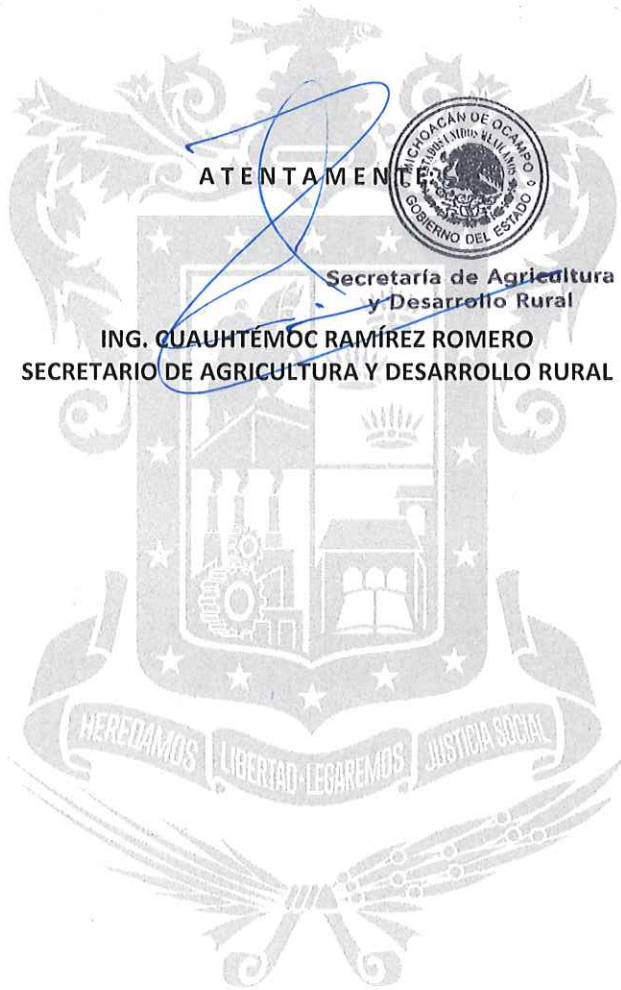 ATENTAMENTE
MICHOACÁN DE OCAMPO
ESTADOS UNIDOS MEXICANOS
GOBIERNO DEL ESTADO
Secretaría de Agricultura
y Desarrollo Rural
ING. CUAUHTÉMOC RAMÍREZ ROMERO
SECRETARIO DE AGRICULTURA Y DESARROLLO RURAL
HEREDAMOS LIBERTAD-LEGAREMOS JUSTICIA SOCIAL